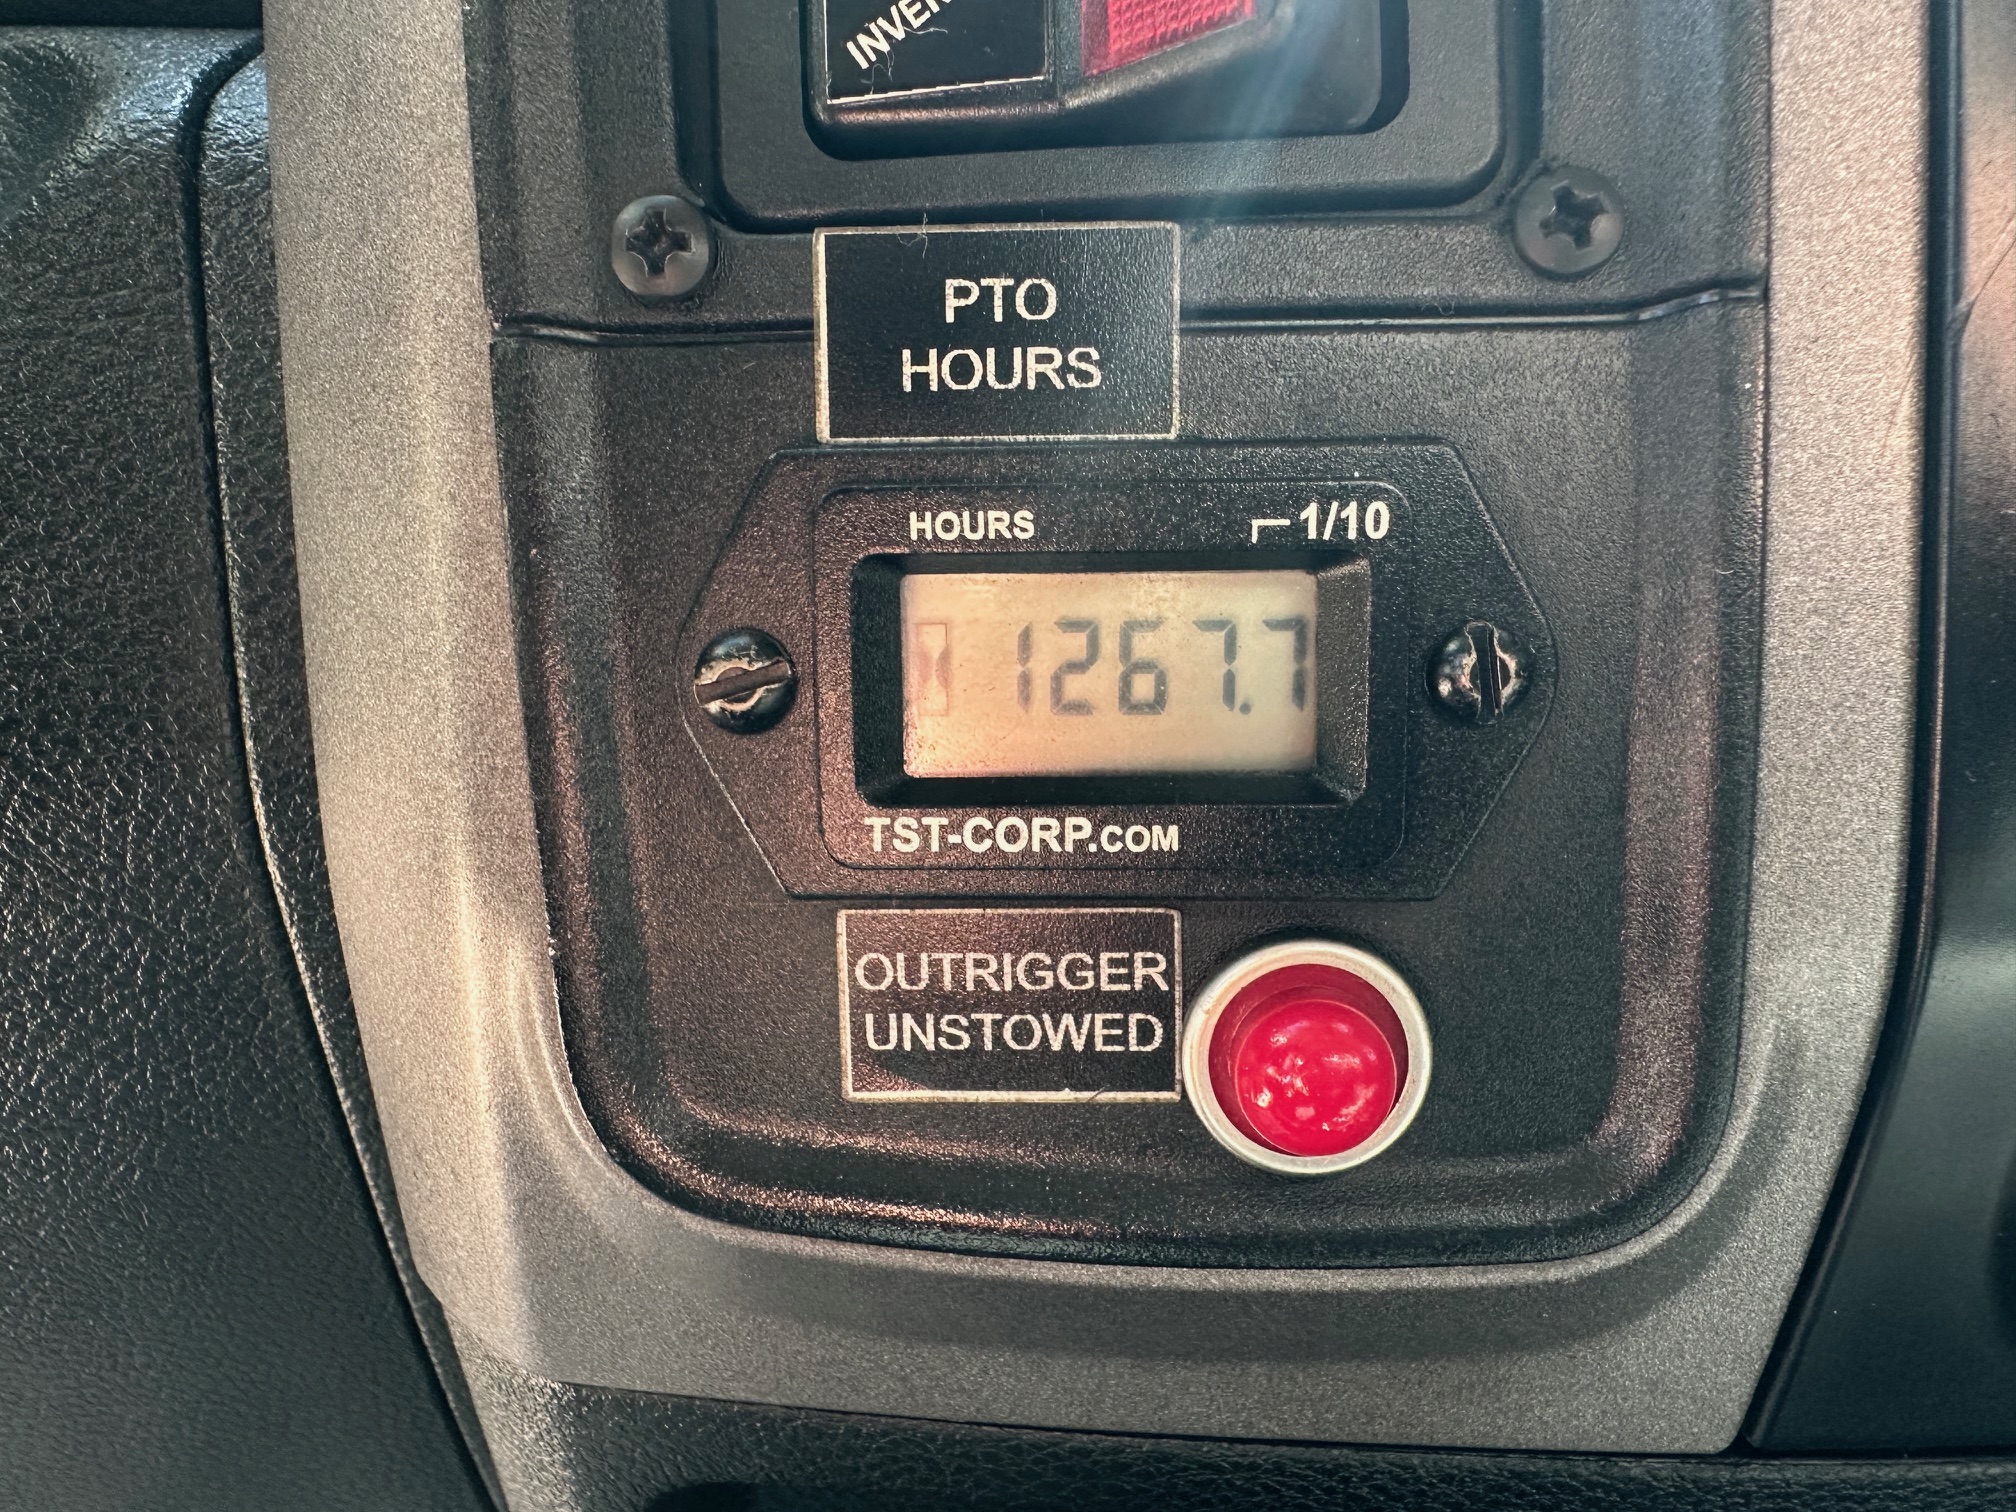 PTO
HOURS
HOURS 1/10
1267.7
TST-CORP.COM
OUTRIGGER
UNSTOWED